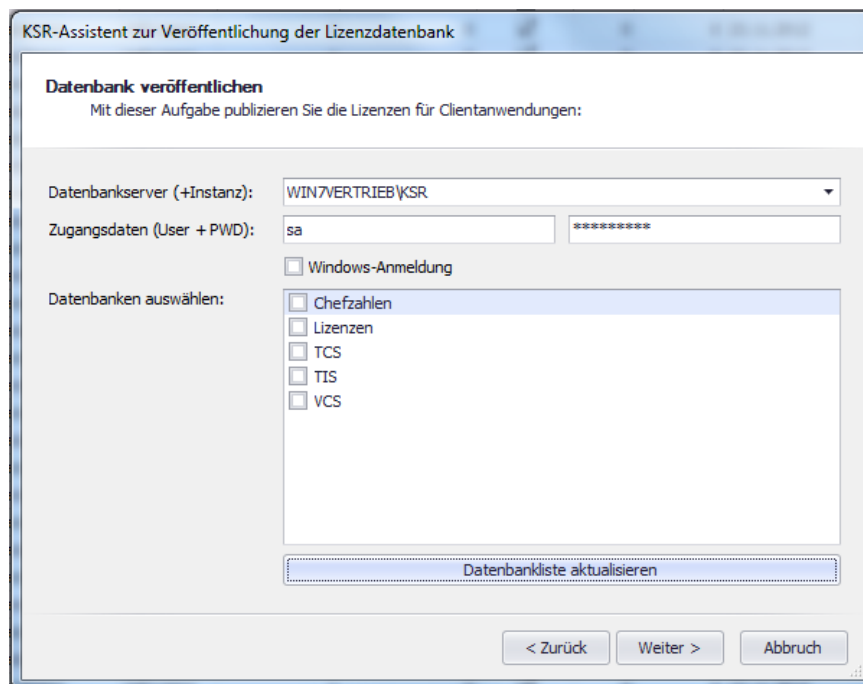 KSR-Assistent zur Veröffentlichung der Lizenzdatenbank
Datenbank veröffentlichen
Mit dieser Aufgabe publizieren Sie die Lizenzen für Clientanwendungen:
Datenbankserver (+Instanz): WIN7VERTRIEB\KSR
Zugangsdaten (User + PWD): sa *********
Windows-Anmeldung
Datenbanken auswählen:
Chefzahlen
Lizenzen
TCS
TIS
VCS
Datenbankliste aktualisieren
< Zurück Weiter > Abbruch